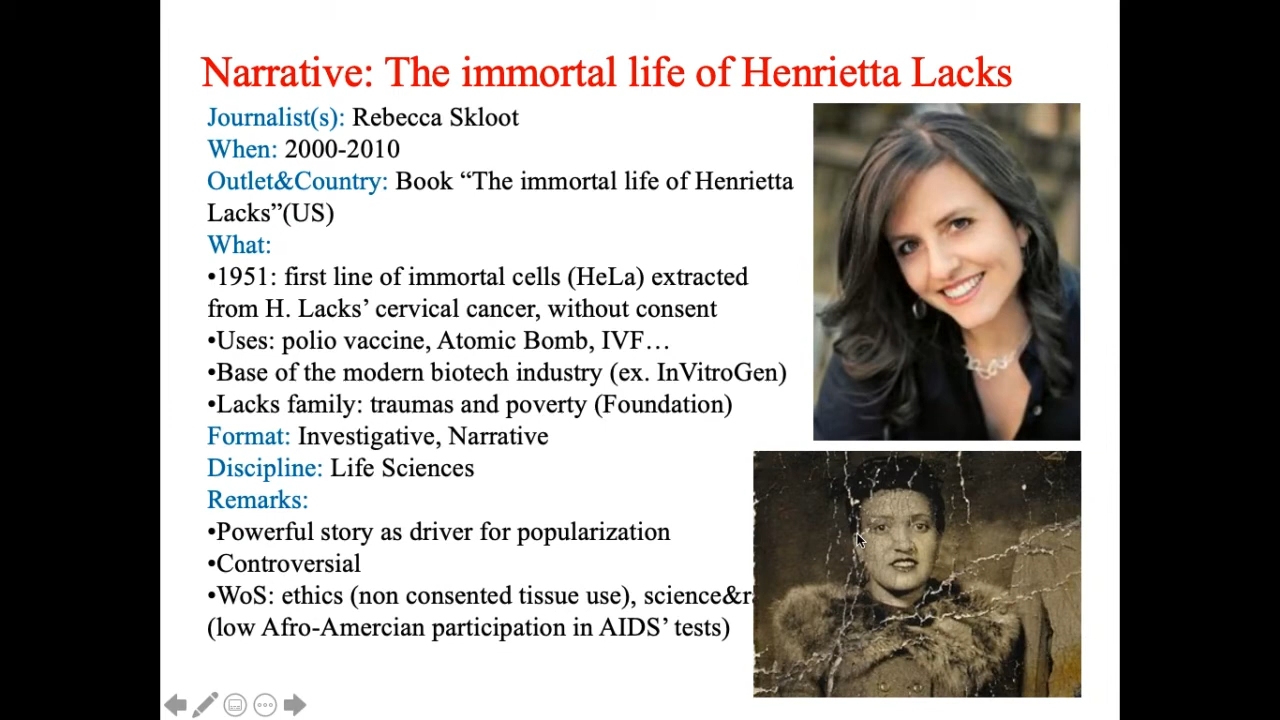 Narrative: The immortal life of Henrietta Lacks
Journalist(s): Rebecca Skloot
When: 2000-2010
Outlet&Country: Book “The immortal life of Henrietta
Lacks”(US)
What:
•1951: first line of immortal cells (HeLa) extracted
from H. Lacks’ cervical cancer, without consent
•Uses: polio vaccine, Atomic Bomb, IVF…
•Base of the modern biotech industry (ex. InVitroGen)
•Lacks family: traumas and poverty (Foundation)
Format: Investigative, Narrative
Discipline: Life Sciences
Remarks:
•Powerful story as driver for popularization
•Controversial
•WoS: ethics (non consented tissue use),
(low Afro-Amercian participation in AIDS’ tests)